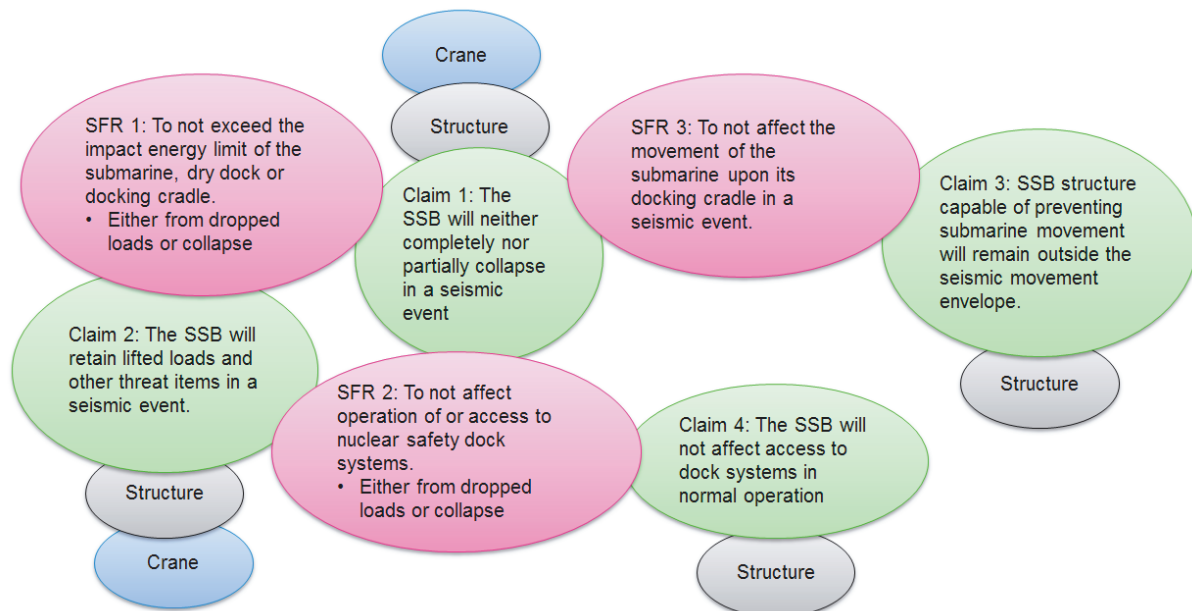 Crane
Structure
SFR 1: To not exceed the
impact energy limit of the
submarine, dry dock or
docking cradle.
• Either from dropped
loads or collapse
SFR 3: To not affect the
movement of the
submarine upon its
docking cradle in a
seismic event.
Claim 1: The
SSB will neither
completely nor
partially collapse
in a seismic
event
Claim 3: SSB structure
capable of preventing
submarine movement
will remain outside the
seismic movement
envelope.
Structure
Claim 2: The SSB will
retain lifted loads and
other threat items in a
seismic event.
Structure
Crane
SFR 2: To not affect
operation of or access to
nuclear safety dock
systems.
• Either from dropped
loads or collapse
Claim 4: The SSB will
not affect access to
dock systems in
normal operation
Structure